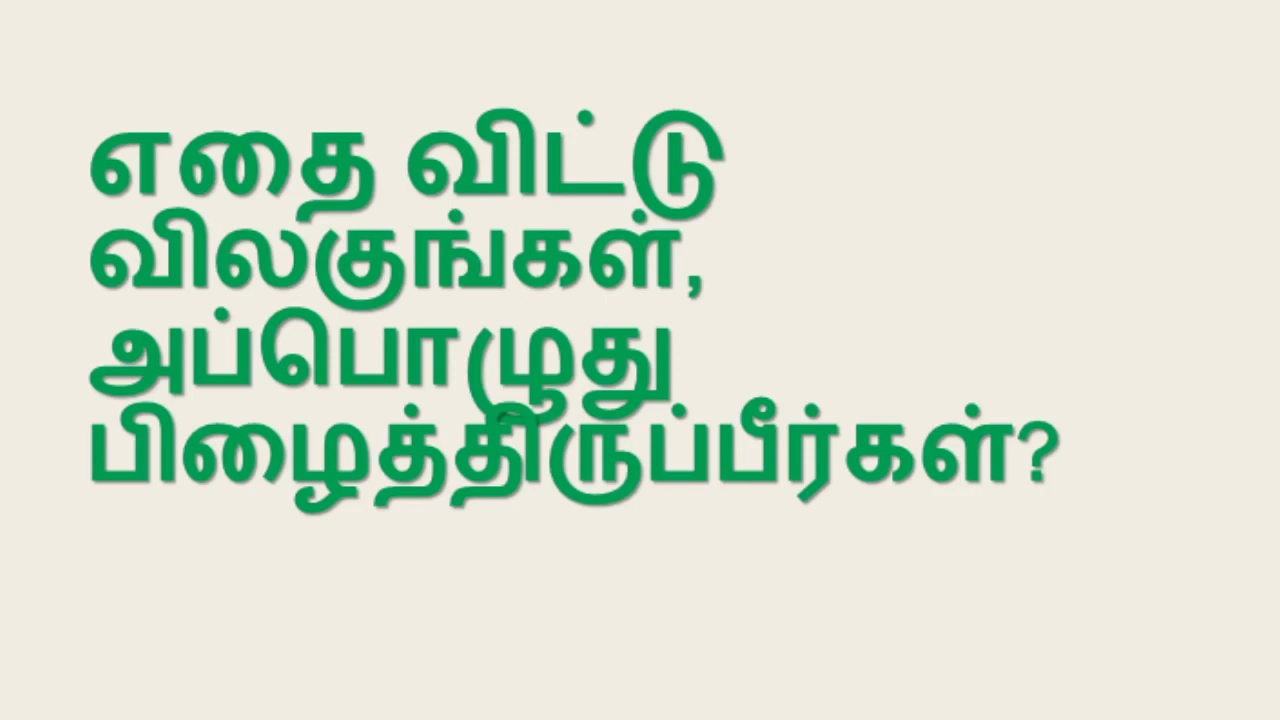 எதை விட்டு
விலகுங்கள்,
அப்பொழுது
பிழைத்திருப்பீர்கள்?